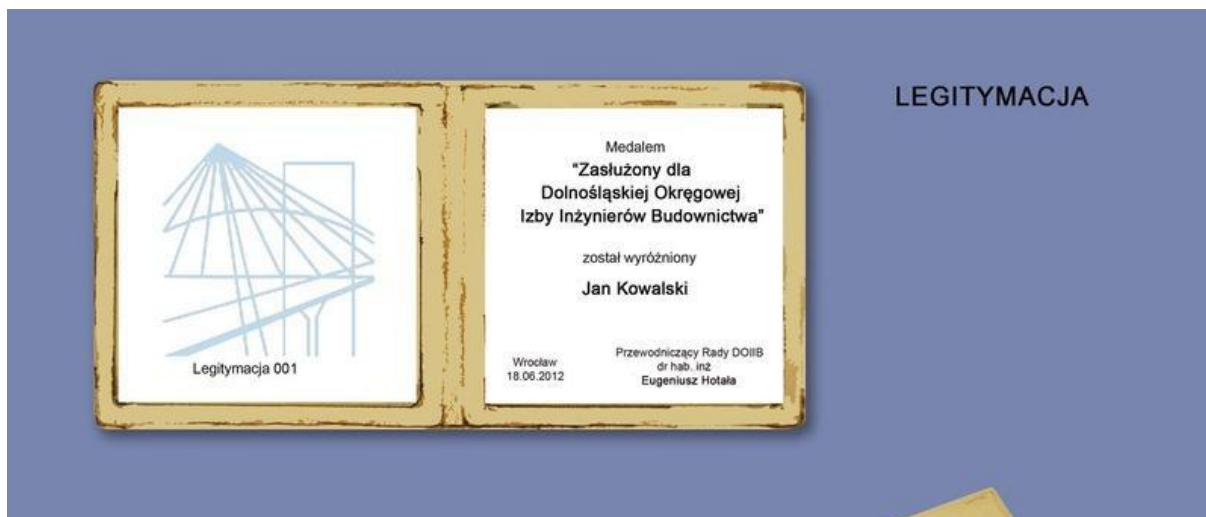 LEGITYMACJA
Medalem
"Zasłużony dla
Dolnośląskiej Okręgowej
Izby Inżynierów Budownictwa"
został wyróżniony
Jan Kowalski
Wrocław
18.06.2012
Przewodniczący Rady DOIIB
dr hab. inż
Eugeniusz Hotała
Legitymacja 001